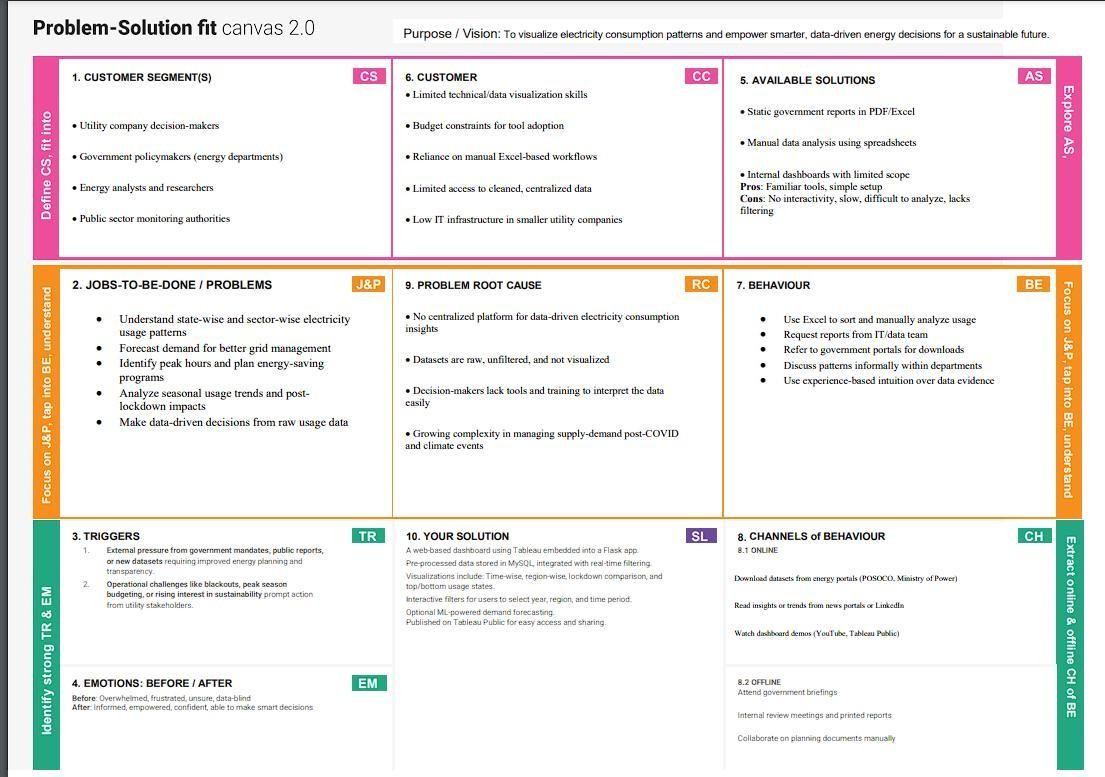 Problem-Solution fit canvas 2.0
Purpose / Vision: To visualize electricity consumption patterns and empower smarter, data-driven energy decisions for a sustainable future.
Define CS, fit into
1. CUSTOMER SEGMENT(S)
CS
• Utility company decision-makers
• Government policymakers (energy departments)
• Energy analysts and researchers
• Public sector monitoring authorities
6. CUSTOMER
CC
• Limited technical/data visualization skills
• Budget constraints for tool adoption
• Reliance on manual Excel-based workflows
• Limited access to cleaned, centralized data
• Low IT infrastructure in smaller utility companies
5. AVAILABLE SOLUTIONS
AS
• Static government reports in PDF/Excel
• Manual data analysis using spreadsheets
• Internal dashboards with limited scope
Pros: Familiar tools, simple setup
Cons: No interactivity, slow, difficult to analyze, lacks
filtering
Explore AS,
Focus on J&P, tap into BE, understand
2. JOBS-TO-BE-DONE / PROBLEMS
J&P
• Understand state-wise and sector-wise electricity
usage patterns
• Forecast demand for better grid management
• Identify peak hours and plan energy-saving
programs
• Analyze seasonal usage trends and post-
lockdown impacts
• Make data-driven decisions from raw usage data
9. PROBLEM ROOT CAUSE
RC
• No centralized platform for data-driven electricity consumption
insights
• Datasets are raw, unfiltered, and not visualized
• Decision-makers lack tools and training to interpret the data
easily
• Growing complexity in managing supply-demand post-COVID
and climate events
7. BEHAVIOUR
BE
• Use Excel to sort and manually analyze usage
• Request reports from IT/data team
• Refer to government portals for downloads
• Discuss patterns informally within departments
• Use experience-based intuition over data evidence
Focus on J&P, tap into BE, understand
Identify strong TR & EM
3. TRIGGERS
TR
1. External pressure from government mandates, public reports,
or new datasets requiring improved energy planning and
transparency.
2. Operational challenges like blackouts, peak season
budgeting, or rising interest in sustainability prompt action
from utility stakeholders.
4. EMOTIONS: BEFORE / AFTER
EM
Before: Overwhelmed, frustrated, unsure, data-blind
After: Informed, empowered, confident, able to make smart decisions
10. YOUR SOLUTION
SL
A web-based dashboard using Tableau embedded into a Flask app.
Pre-processed data stored in MySQL, integrated with real-time filtering.
Visualizations include: Time-wise, region-wise, lockdown comparison, and
top/bottom usage states.
Interactive filters for users to select year, region, and time period.
Optional ML-powered demand forecasting.
Published on Tableau Public for easy access and sharing.
8. CHANNELS of BEHAVIOUR
CH
8.1 ONLINE
Download datasets from energy portals (POSOCO, Ministry of Power)
Read insights or trends from news portals or LinkedIn
Watch dashboard demos (YouTube, Tableau Public)
8.2 OFFLINE
Attend government briefings
Internal review meetings and printed reports
Collaborate on planning documents manually
Extract online & offline CH of BE